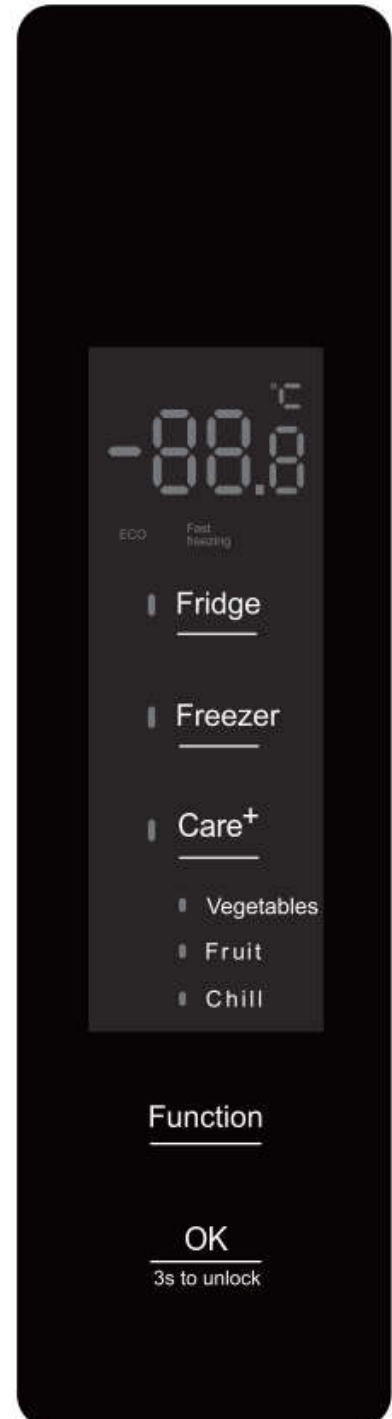 °C
-88.8
ECO Fast freezing
Fridge
Freezer
Care+
Vegetables
Fruit
Chill
Function
OK
3s to unlock